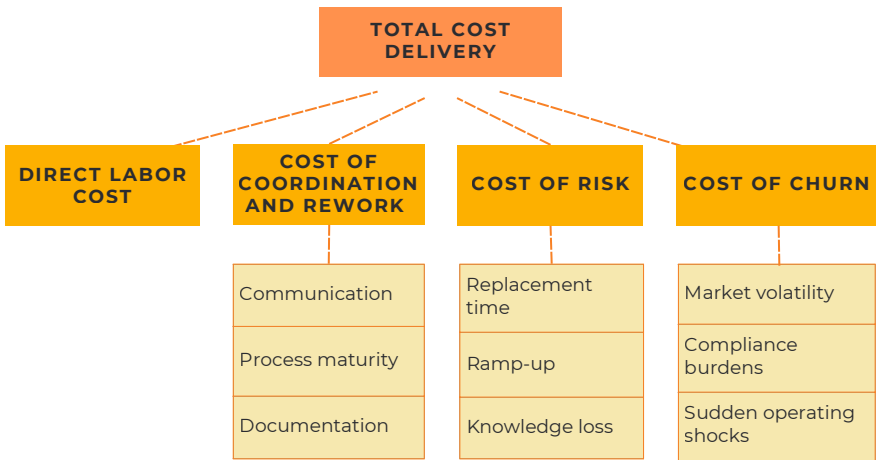 TOTAL COST
DELIVERY
DIRECT LABOR
COST
COST OF
COORDINATION
AND REWORK
COST OF RISK
COST OF CHURN
Communication
Process maturity
Documentation
Replacement
time
Ramp-up
Knowledge loss
Market volatility
Compliance
burdens
Sudden operating
shocks